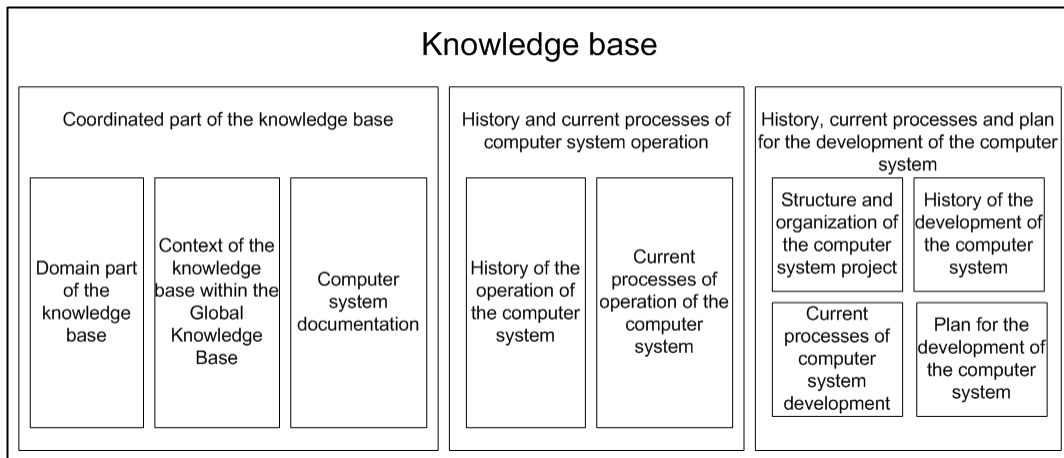 Knowledge base
Coordinated part of the knowledge base
Domain part
of the
knowledge
base
Context of the
knowledge
base within the
Global
Knowledge
Base
Computer
system
documentation
History and current processes of
computer system operation
History of the
operation of
the computer
system
Current
processes of
operation of the
computer
system
History, current processes and plan
for the development of the computer
system
Structure and
organization of
the computer
system project
History of the
development of
the computer
system
Current
processes of
computer
system
development
Plan for the
development of
the computer
system